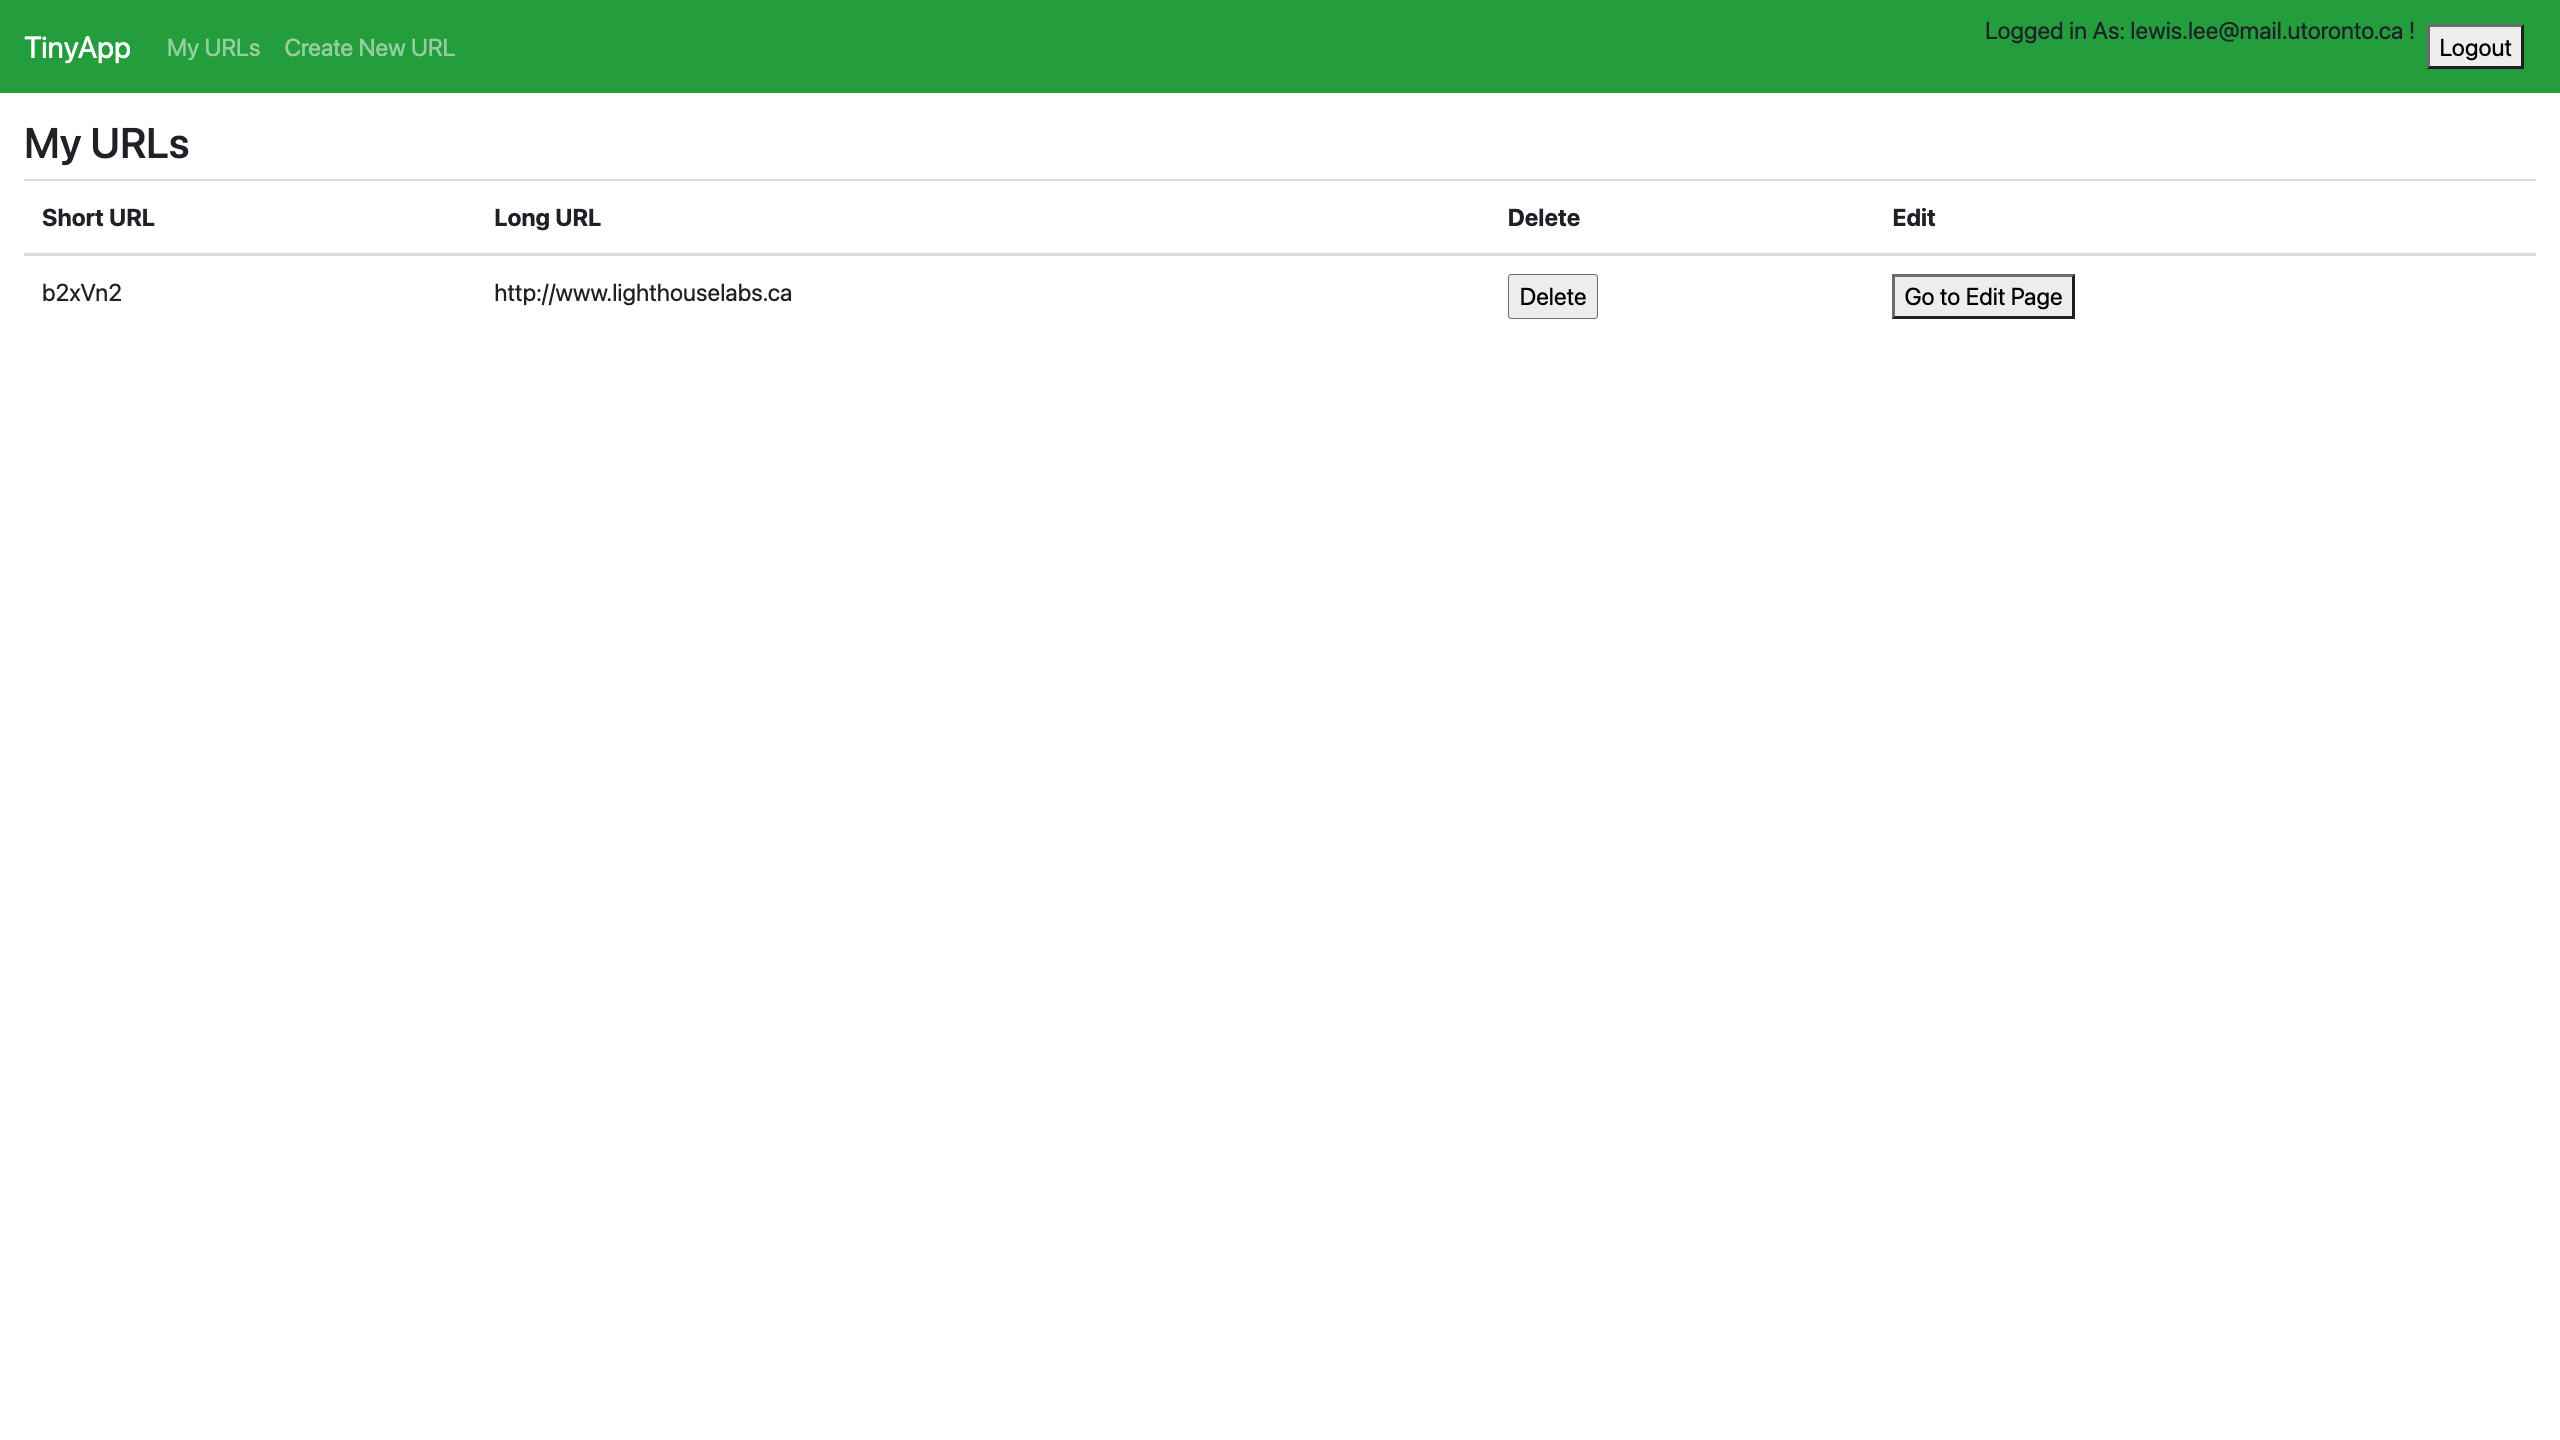 TinyApp My URLs Create New URL Logged in As: lewis.lee@mail.utoronto.ca ! Logout
My URLs
Short URL Long URL Delete Edit
b2xVn2 http://www.lighthouselabs.ca Delete Go to Edit Page